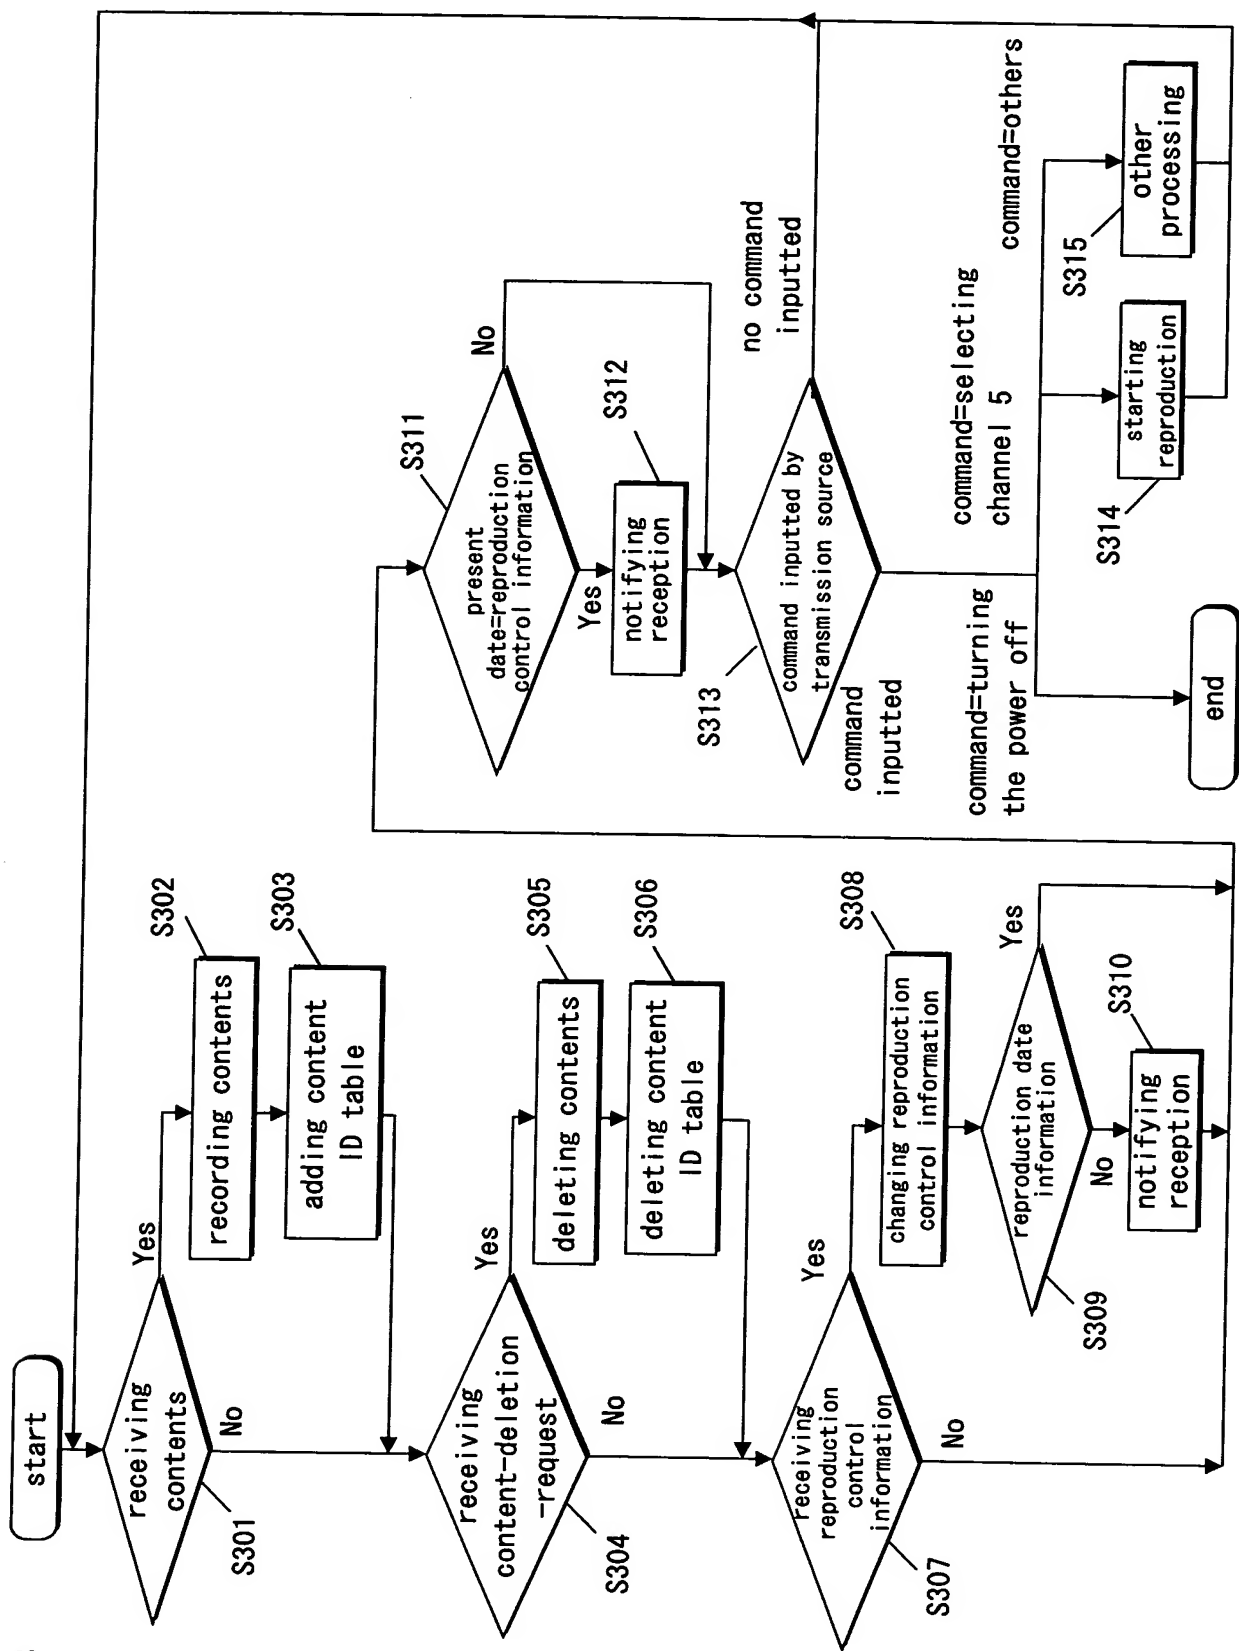 start
receiving
contents
S301
Yes
No
recording contents
S302
adding content
ID table
S303
receiving
content-deletion
-request
S304
Yes
No
deleting contents
S305
deleting content
ID table
S306
receiving
reproduction
control
information
S307
Yes
No
changing reproduction
control information
S308
reproduction date
information
S309
Yes
No
notifying
reception
S310
present
date=reproduction
control information
S311
No
Yes
notifying
reception
S312
command inputted by
transmission source
S313
no command
inputted
command
inputted
command=turning
the power off
command=selecting
channel 5
command=others
end
starting
reproduction
S314
other
processing
S315